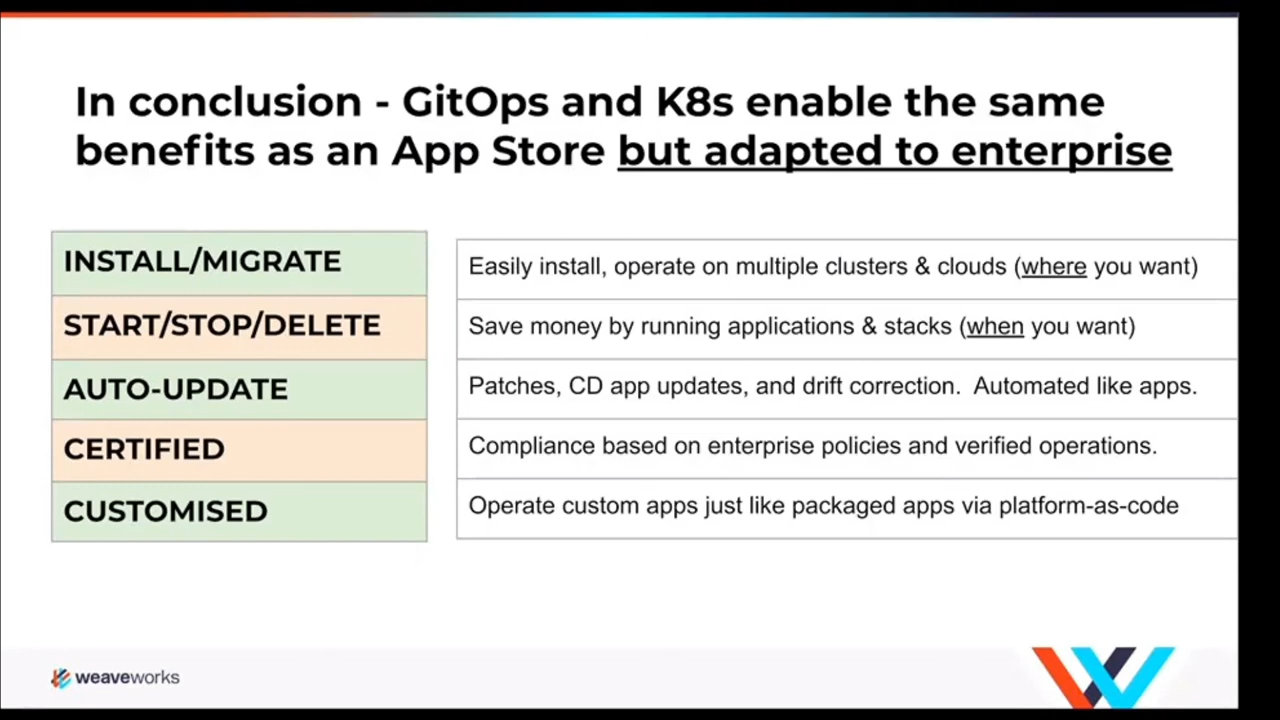 In conclusion - GitOps and K8s enable the same
benefits as an App Store but adapted to enterprise
INSTALL/MIGRATE
Easily install, operate on multiple clusters & clouds (where you want)
START/STOP/DELETE
Save money by running applications & stacks (when you want)
AUTO-UPDATE
Patches, CD app updates, and drift correction.  Automated like apps.
CERTIFIED
Compliance based on enterprise policies and verified operations.
CUSTOMISED
Operate custom apps just like packaged apps via platform-as-code
weaveworks